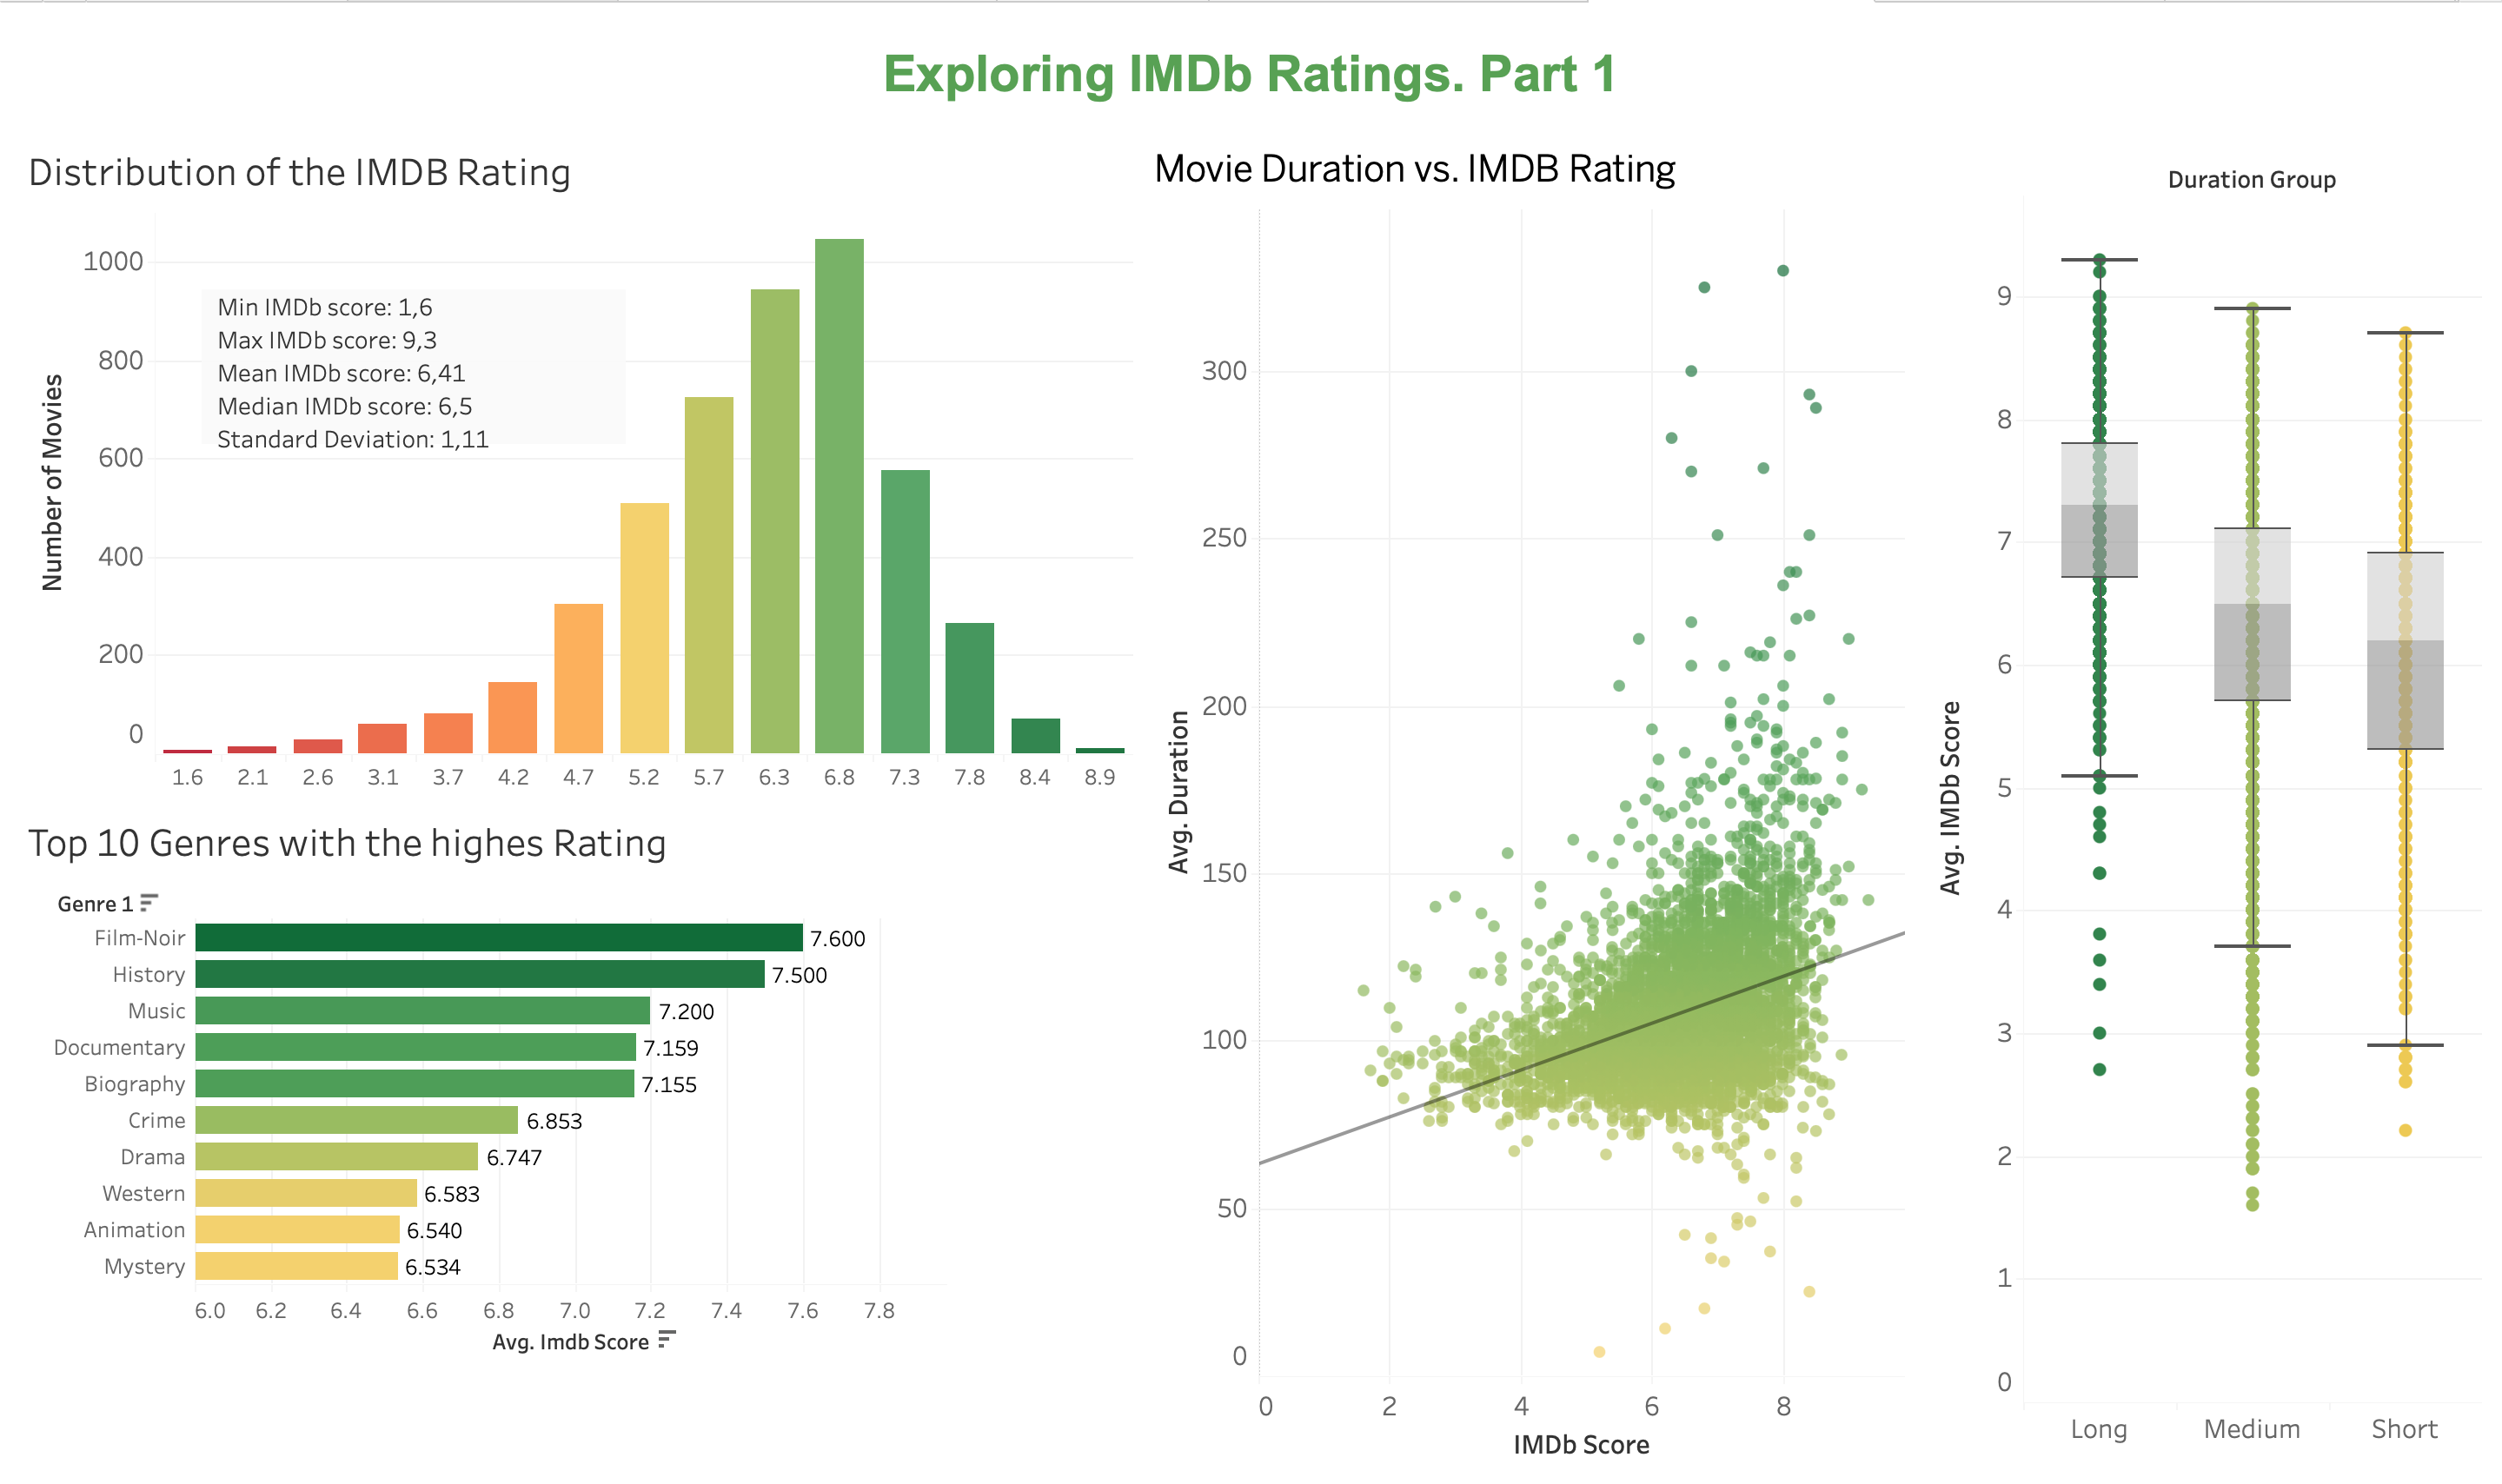 Exploring IMDb Ratings. Part 1
Distribution of the IMDB Rating
Number of Movies
1000
800
600
400
200
0
Min IMDb score: 1,6
Max IMDb score: 9,3
Mean IMDb score: 6,41
Median IMDb score: 6,5
Standard Deviation: 1,11
1.6 2.1 2.6 3.1 3.7 4.2 4.7 5.2 5.7 6.3 6.8 7.3 7.8 8.4 8.9
Top 10 Genres with the highes Rating
Genre 1
Film-Noir 7.600
History 7.500
Music 7.200
Documentary 7.159
Biography 7.155
Crime 6.853
Drama 6.747
Western 6.583
Animation 6.540
Mystery 6.534
6.0 6.2 6.4 6.6 6.8 7.0 7.2 7.4 7.6 7.8
Avg. Imdb Score
Movie Duration vs. IMDB Rating
Avg. Duration
300
250
200
150
100
50
0
0 2 4 6 8
IMDb Score
Duration Group
Avg. IMDb Score
9
8
7
6
5
4
3
2
1
0
Long Medium Short